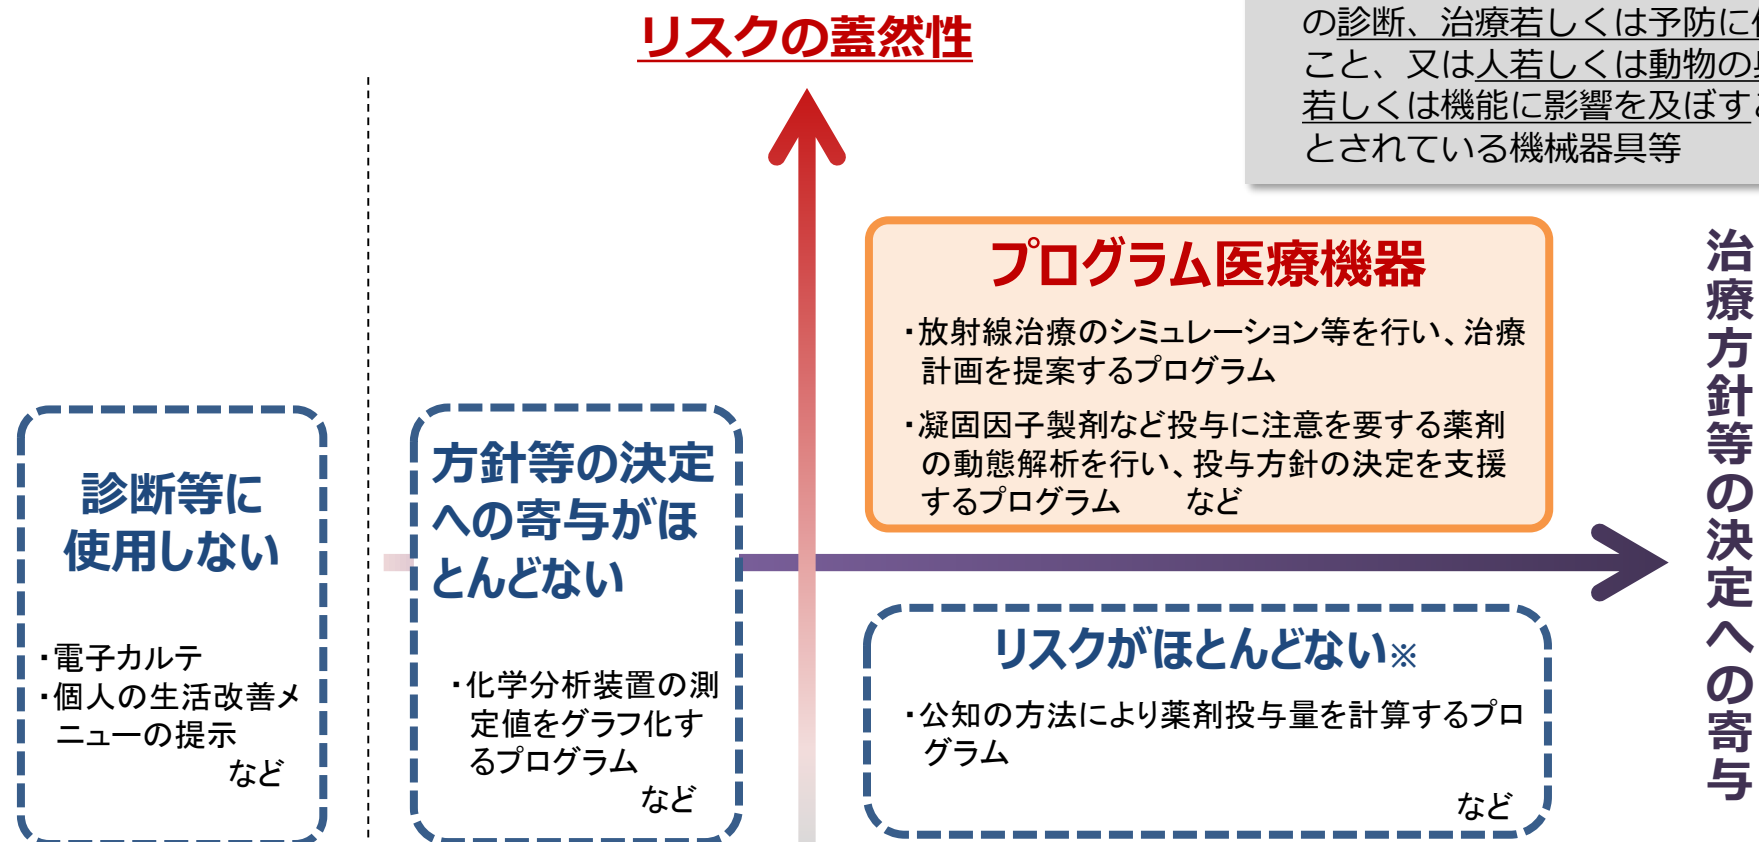 リスクの蓋然性
の診断、治療若しくは予防に
こと、又は人若しくは動物の
若しくは機能に影響を及ぼす
とされている機械器具等
プログラム医療機器
・放射線治療のシミュレーション等を行い、治療
計画を提案するプログラム
・凝固因子製剤など投与に注意を要する薬剤
の動態解析を行い、投与方針の決定を支援
するプログラム　　など
治療方針等の決定への寄与
診断等に
使用しない
・電子カルテ
・個人の生活改善メ
ニューの提示
など
方針等の決定
への寄与がほ
とんどない
・化学分析装置の測
定値をグラフ化す
るプログラム
など
リスクがほとんどない※
・公知の方法により薬剤投与量を計算するプロ
グラム
など